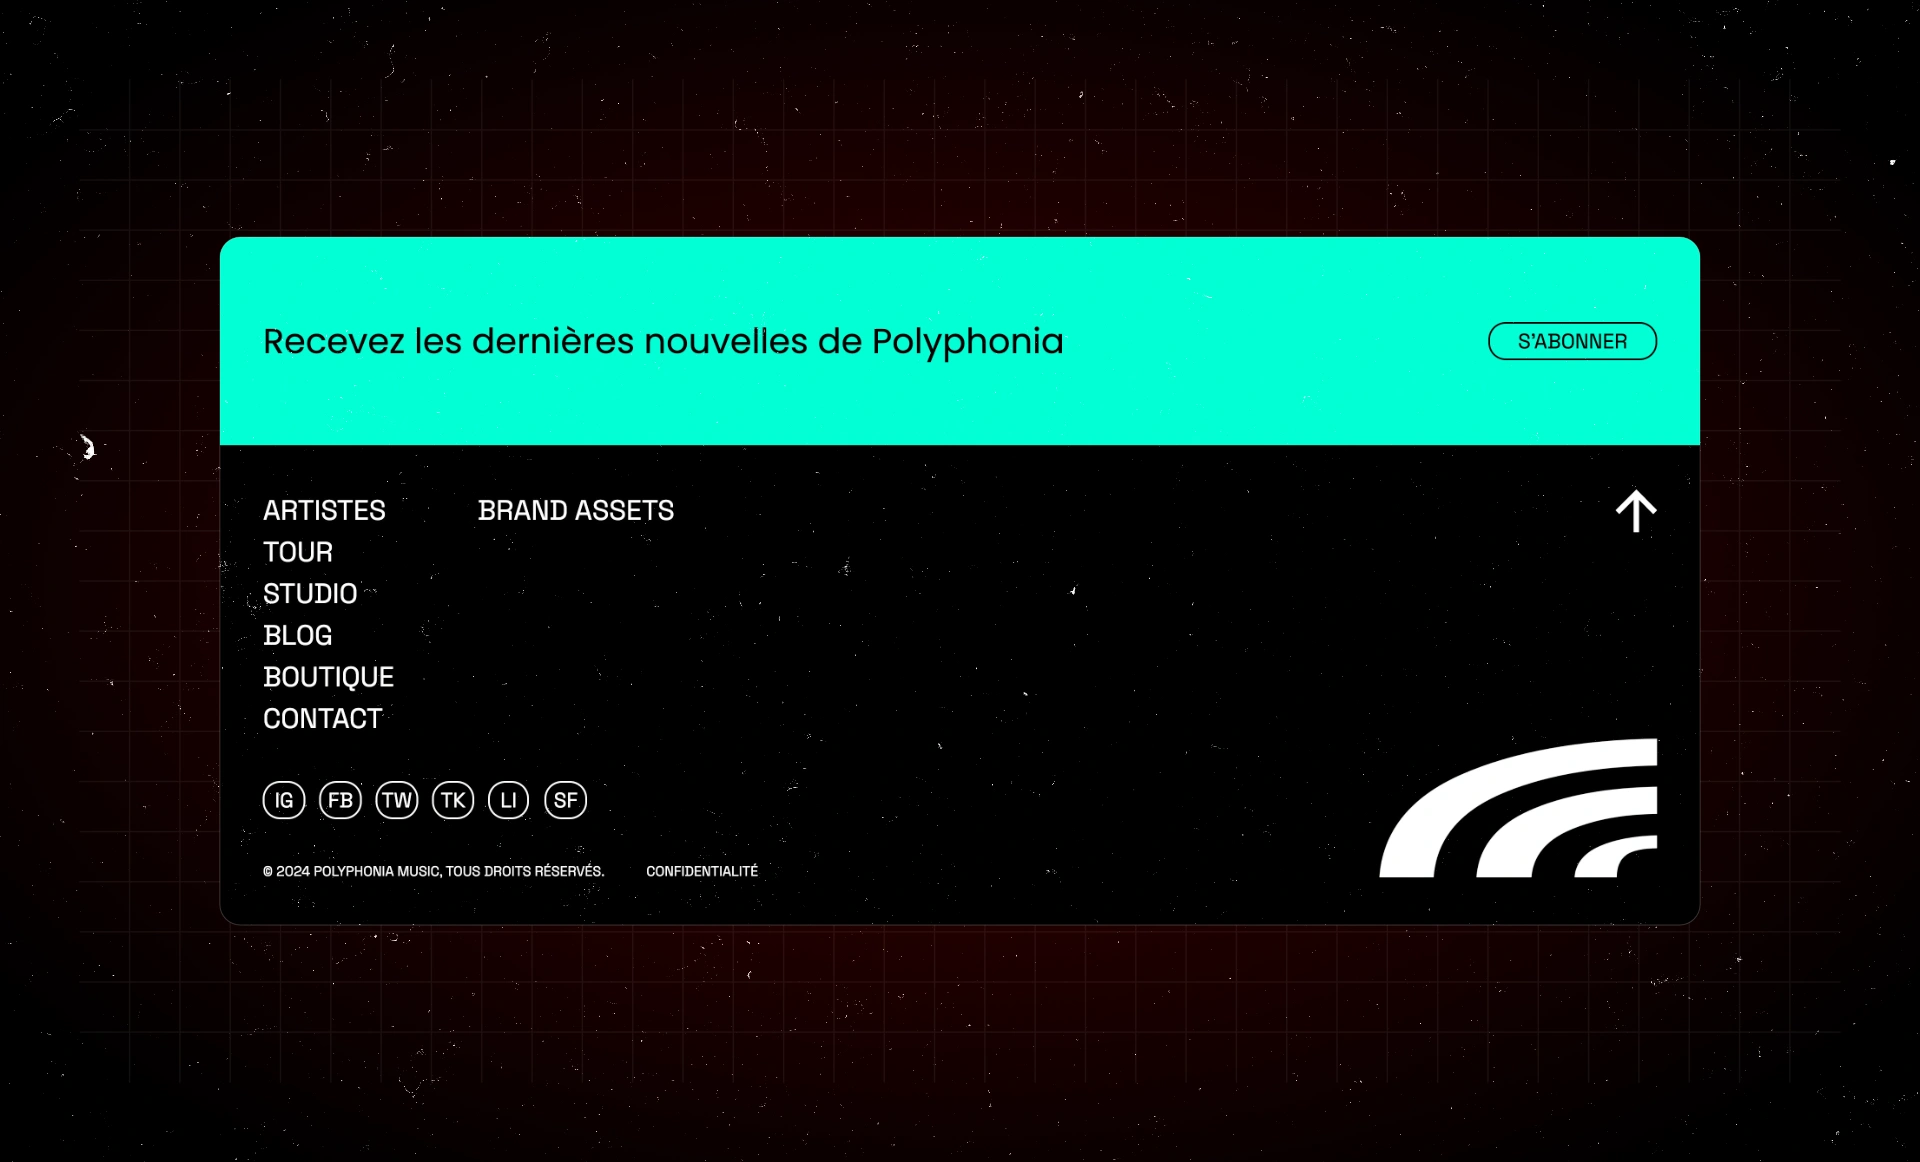 Recevez les dernières nouvelles de Polyphonia
S'ABONNER
ARTISTES
TOUR
STUDIO
BLOG
BOUTIQUE
CONTACT
BRAND ASSETS
IG FB TW TK LI SF
© 2024 POLYPHONIA MUSIC, TOUS DROITS RÉSERVÉS.
CONFIDENTIALITÉ